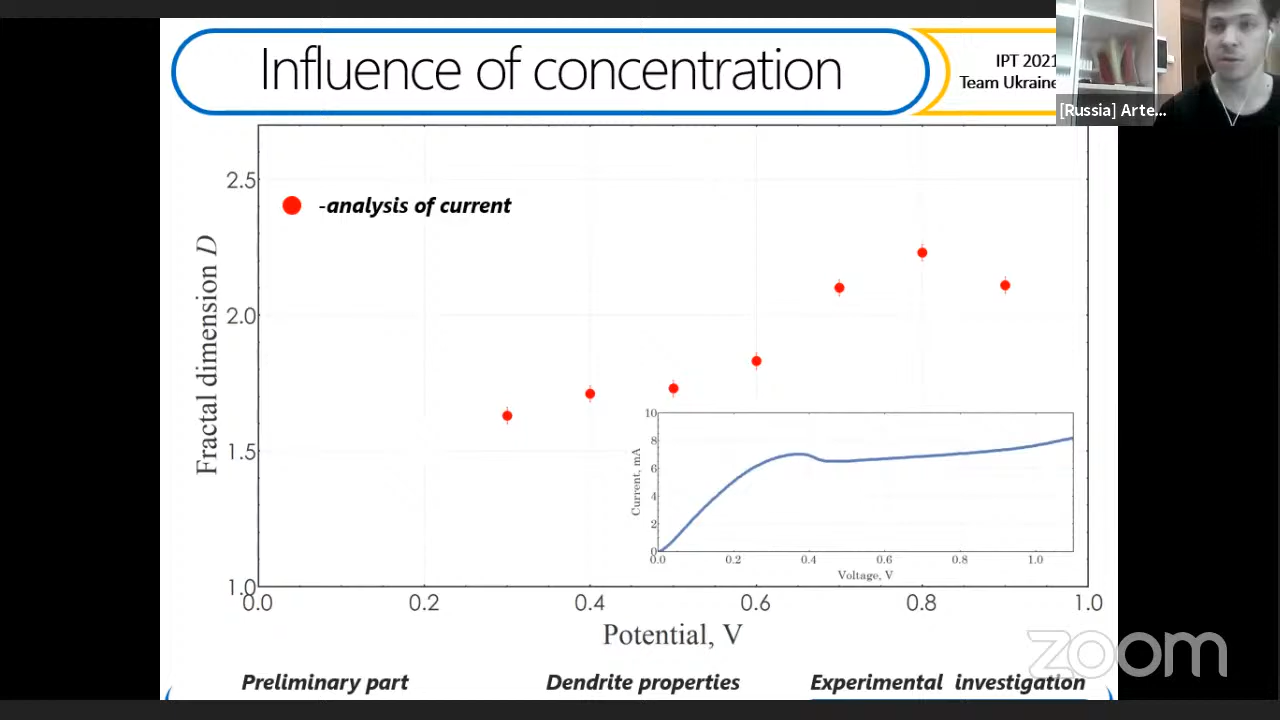 Influence of concentration
IPT 2021
Team Ukraine
[Russia] Arte...
2.5
2.0
1.5
1.0
Fractal dimension D
-analysis of current
10
8
6
4
2
0
Current, mA
0.0 0.2 0.4 0.6 0.8 1.0
Voltage, V
0.0 0.2 0.4 0.6 0.8 1.0
Potential, V
zoom
Preliminary part Dendrite properties Experimental investigation